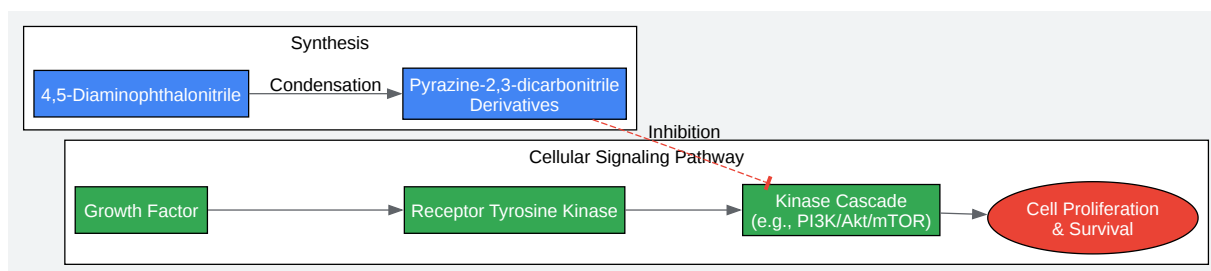 Synthesis
4,5-Diaminophthalonitrile
Condensation
Pyrazine-2,3-dicarbonitrile
Derivatives
Inhibition
Cellular Signaling Pathway
Growth Factor
Receptor Tyrosine Kinase
Kinase Cascade
(e.g., PI3K/Akt/mTOR)
Cell Proliferation
& Survival